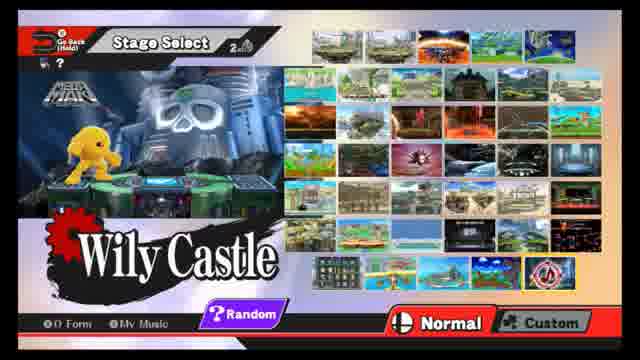 Go Back
(Hold)
Stage Select
2
?
MEGA
MAN
Wily Castle
Ω Form
My Music
? Random
Normal
Custom